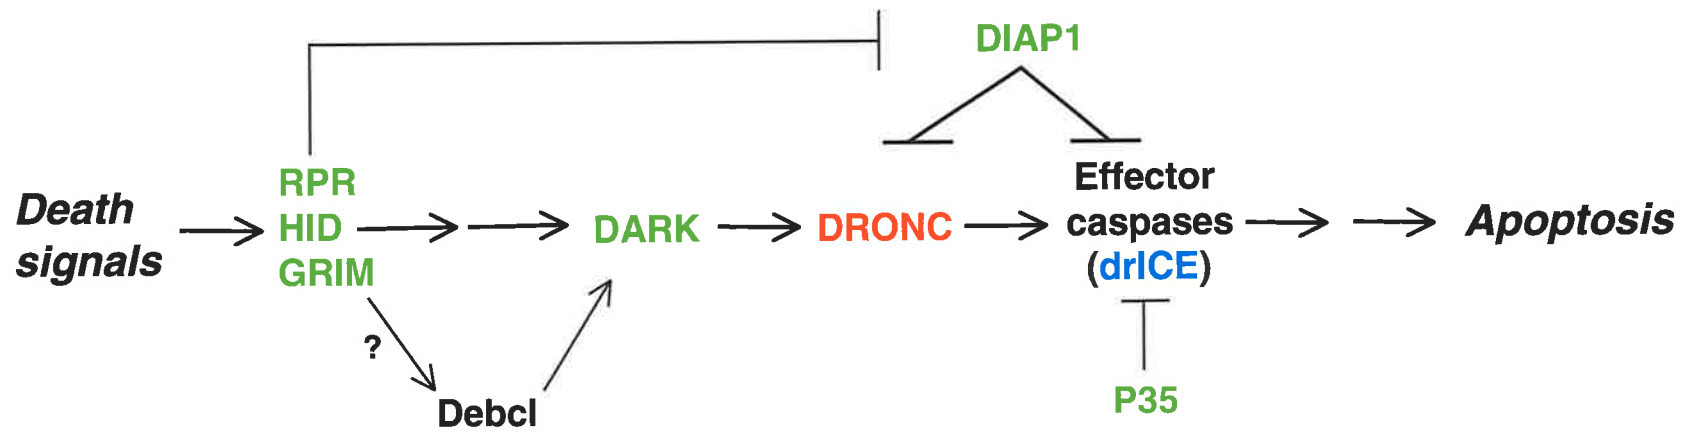 DIAP1
Death
signals
RPR
HID
GRIM
DARK
DRONC
Effector
caspases
(drICE)
Apoptosis
?
Debcl
P35